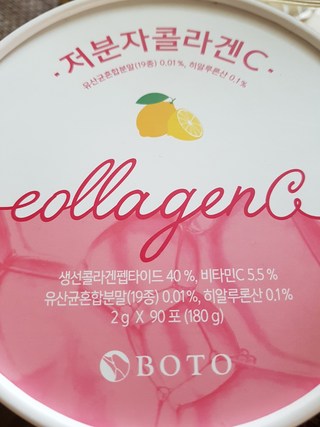 ·저분자콜라겐C·
유산균혼합분말(19종) 0.01%, 히알루론산 0.1%
collagenC
생선콜라겐펩타이드 40 %, 비타민C 5.5 %
유산균혼합분말(19종) 0.01%, 히알루론산 0.1%
2 g X 90 포 (180 g)
BOTO